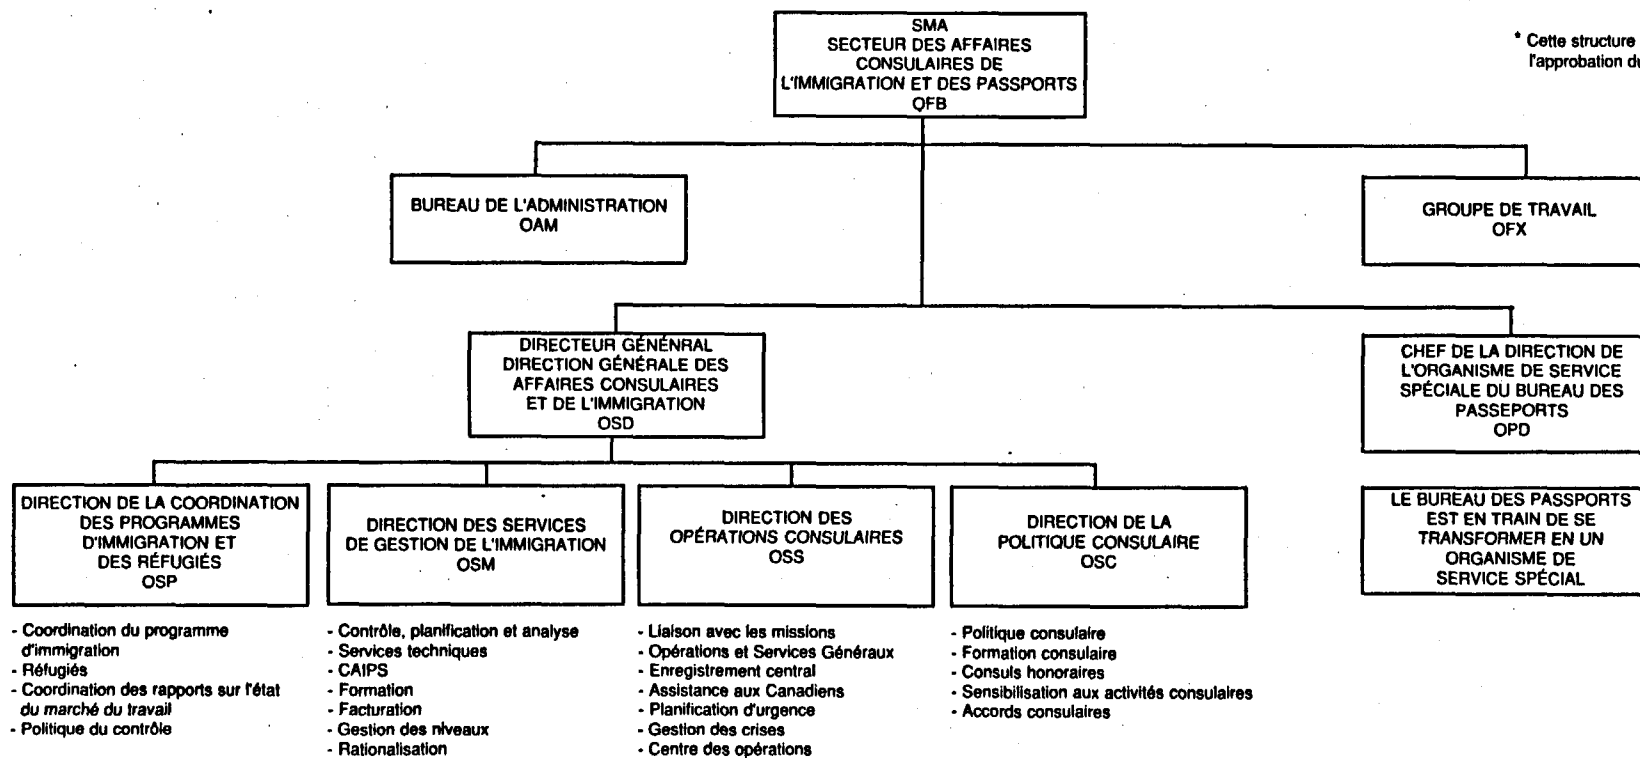 SMA
SECTEUR DES AFFAIRES
CONSULAIRES DE
L'IMMIGRATION ET DES PASSPORTS
OFB
* Cette structure
l'approbation du
BUREAU DE L'ADMINISTRATION
OAM
GROUPE DE TRAVAIL
OFX
DIRECTEUR GÉNÉNRAL
DIRECTION GÉNÉRALE DES
AFFAIRES CONSULAIRES
ET DE L'IMMIGRATION
OSD
CHEF DE LA DIRECTION DE
L'ORGANISME DE SERVICE
SPÉCIALE DU BUREAU DES
PASSEPORTS
OPD
DIRECTION DE LA COORDINATION
DES PROGRAMMES
D'IMMIGRATION ET
DES RÉFUGIÉS
OSP
DIRECTION DES SERVICES
DE GESTION DE L'IMMIGRATION
OSM
DIRECTION DES
OPÉRATIONS CONSULAIRES
OSS
DIRECTION DE LA
POLITIQUE CONSULAIRE
OSC
LE BUREAU DES PASSPORTS
EST EN TRAIN DE SE
TRANSFORMER EN UN
ORGANISME DE
SERVICE SPÉCIAL
- Coordination du programme
d'immigration
- Réfugiés
- Coordination des rapports sur l'état
du marché du travail
- Politique du contrôle
- Contrôle, planification et analyse
- Services techniques
- CAIPS
- Formation
- Facturation
- Gestion des niveaux
- Rationalisation
- Liaison avec les missions
- Opérations et Services Généraux
- Enregistrement central
- Assistance aux Canadiens
- Planification d'urgence
- Gestion des crises
- Centre des opérations
- Politique consulaire
- Formation consulaire
- Consuls honoraires
- Sensibilisation aux activités consulaires
- Accords consulaires